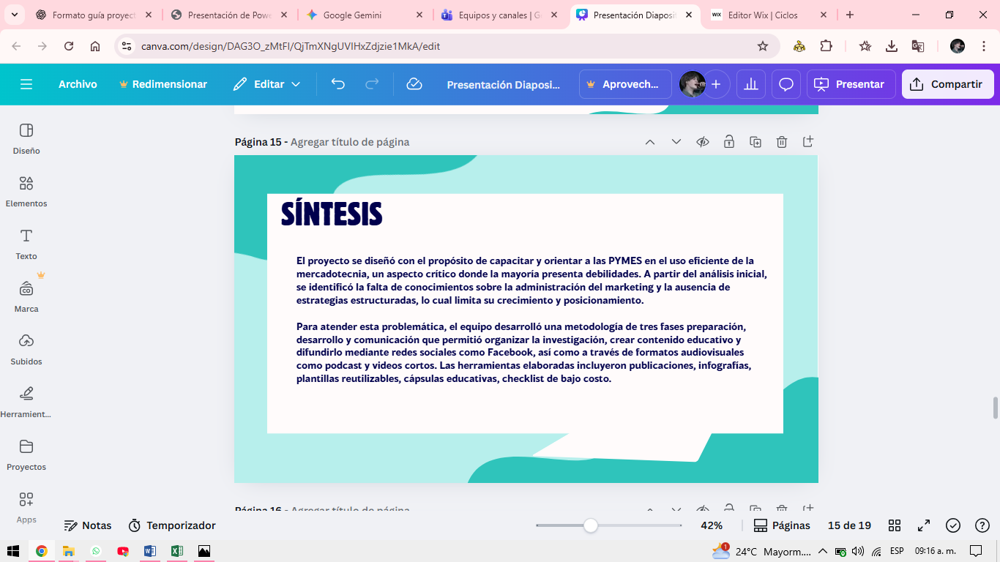 Formato guía proyect
Presentación de Powe
Google Gemini
Equipos y canales | G
Presentación Diaposit
WIX
Editor Wix | Ciclos
canva.com/design/DAG3O_zMtFI/QjTmXNgUVIHxZdjzie1MkA/edit
Archivo
Redimensionar
Editar
Presentación Diaposi...
Aprovech...
Presentar
Compartir
Diseño
Elementos
Texto
Marca
Subidos
Herramient...
Proyectos
Apps
Página 15 - Agregar título de página
SÍNTESIS
El proyecto se diseñó con el propósito de capacitar y orientar a las PYMES en el uso eficiente de la
mercadotecnia, un aspecto crítico donde la mayoría presenta debilidades. A partir del análisis inicial,
se identificó la falta de conocimientos sobre la administración del marketing y la ausencia de
estrategias estructuradas, lo cual limita su crecimiento y posicionamiento.
Para atender esta problemática, el equipo desarrolló una metodología de tres fases preparación,
desarrollo y comunicación que permitió organizar la investigación, crear contenido educativo y
difundirlo mediante redes sociales como Facebook, así como a través de formatos audiovisuales
como podcast y videos cortos. Las herramientas elaboradas incluyeron publicaciones, infografías,
plantillas reutilizables, cápsulas educativas, checklist de bajo costo.
Página 16 - Agregar título de página
Notas
Temporizador
42%
Páginas
15 de 19
1
24°C Mayorm....
ESP
09:16 a. m.